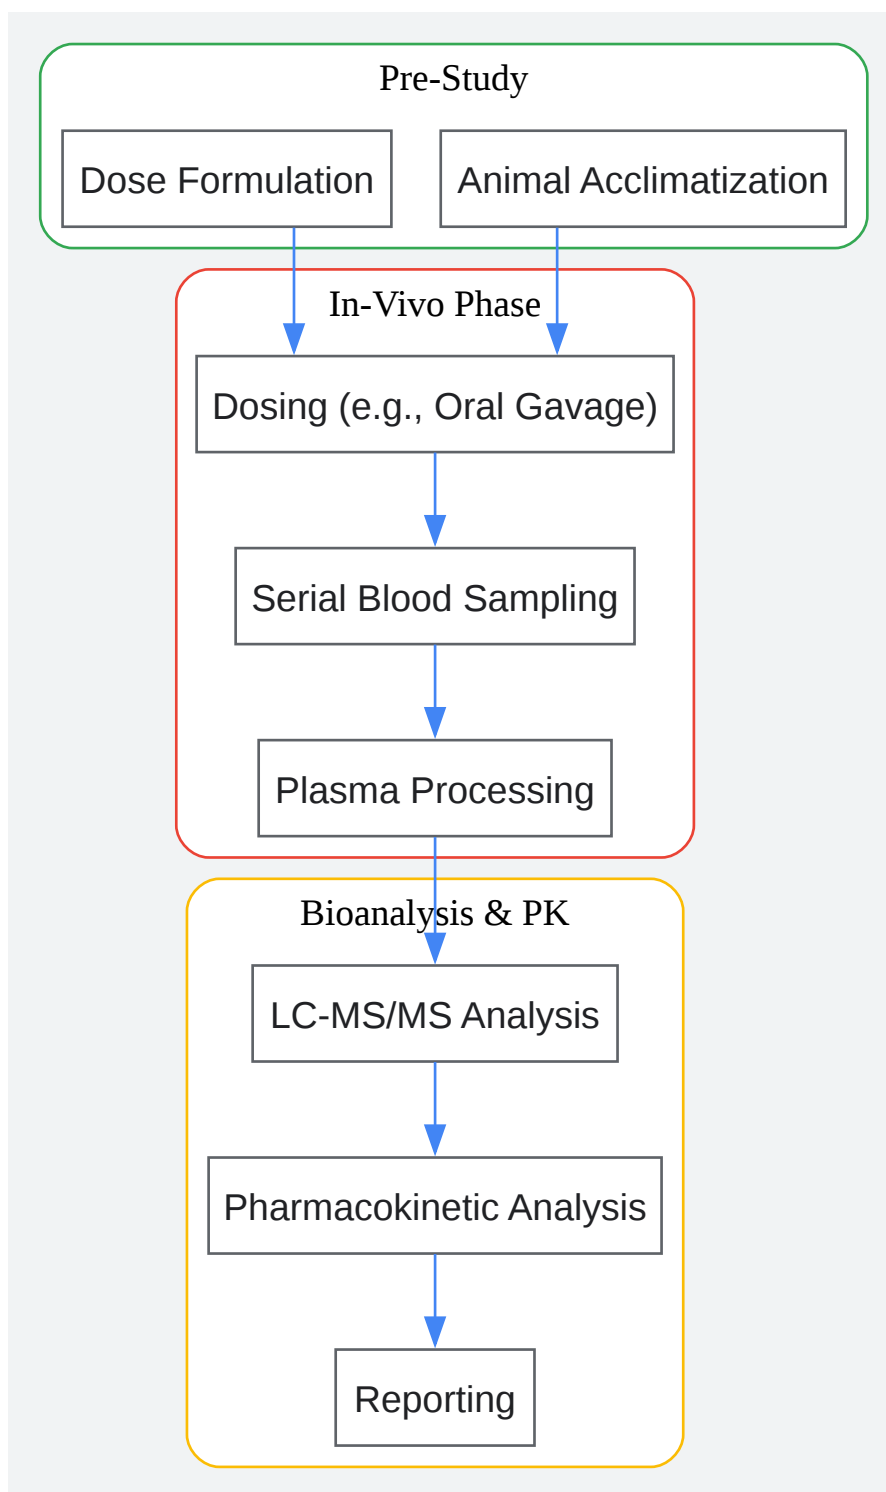 Pre-Study
Dose Formulation
Animal Acclimatization
In-Vivo Phase
Dosing (e.g., Oral Gavage)
Serial Blood Sampling
Plasma Processing
Bioanalysis & PK
LC-MS/MS Analysis
Pharmacokinetic Analysis
Reporting